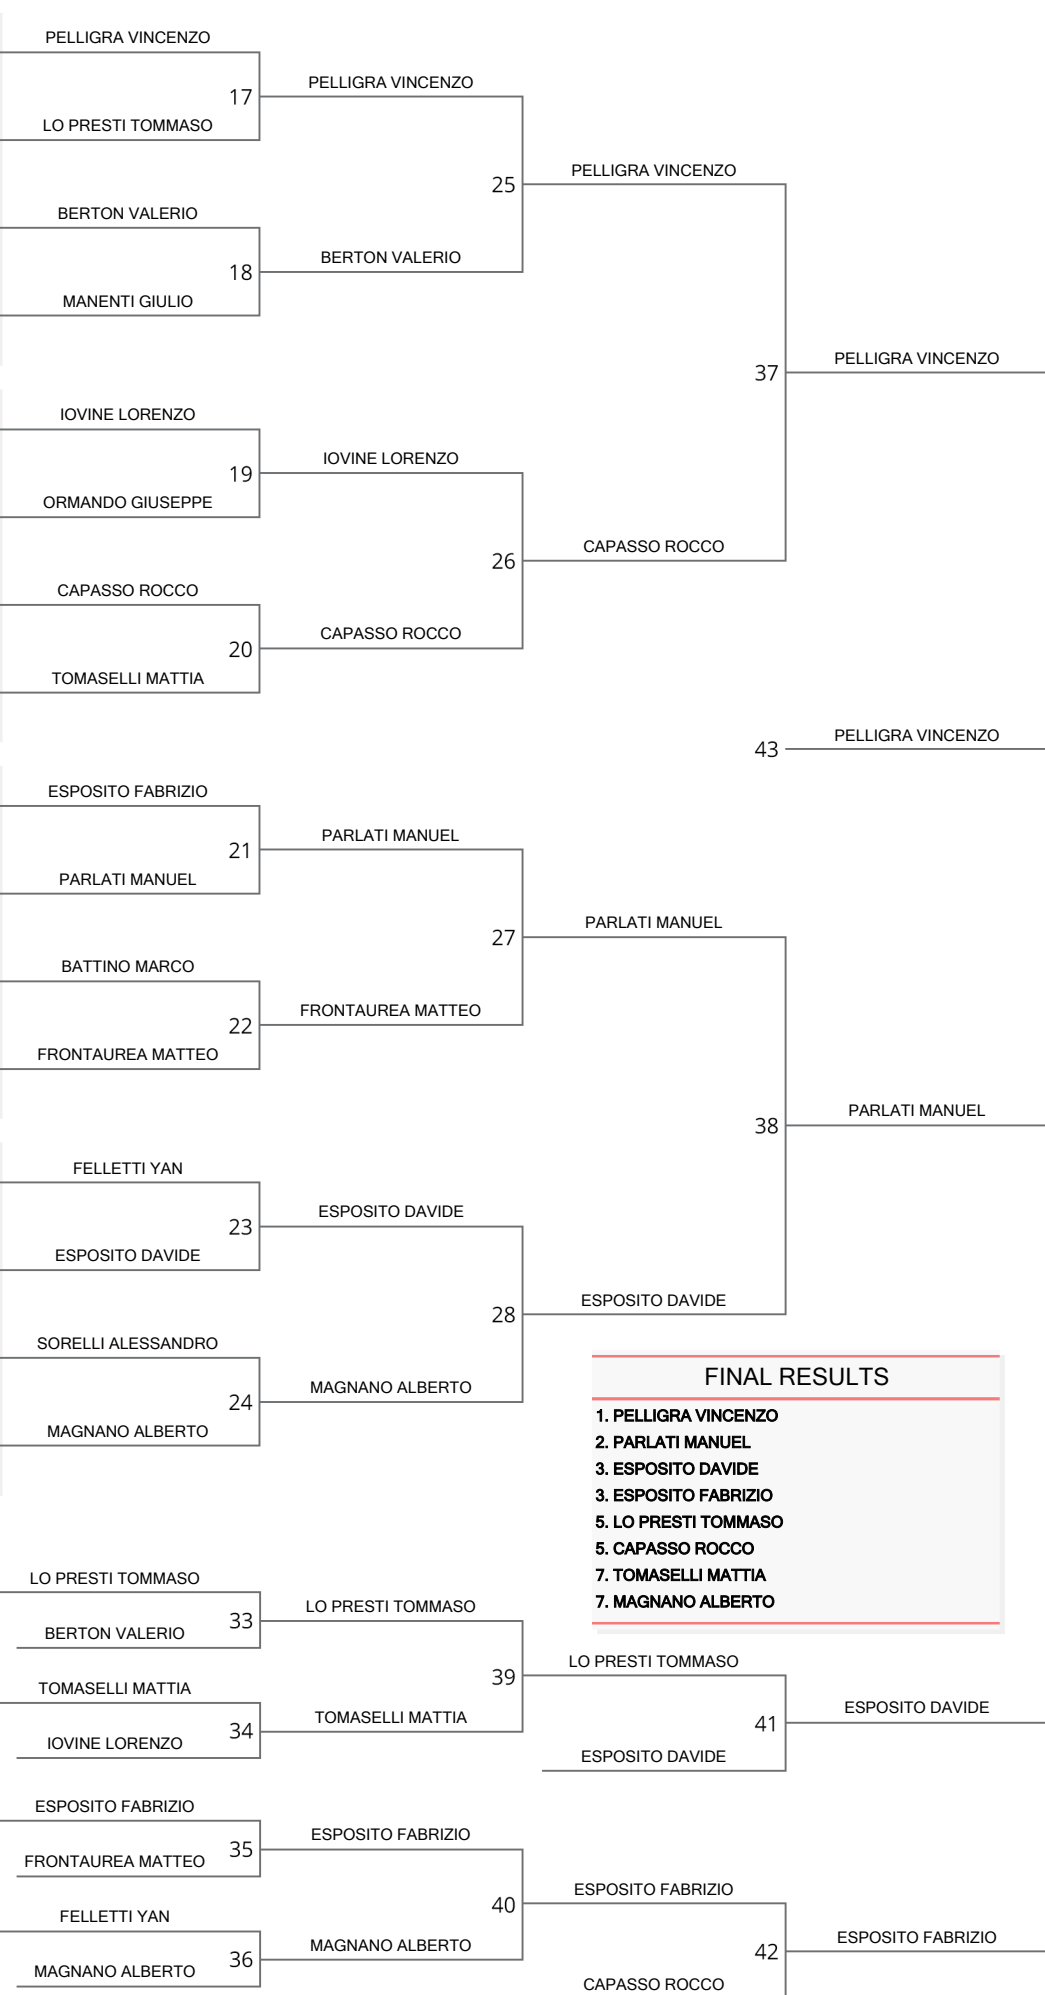 PELLIGRA VINCENZO
17
PELLIGRA VINCENZO
LO PRESTI TOMMASO
25
PELLIGRA VINCENZO
BERTON VALERIO
18
BERTON VALERIO
MANENTI GIULIO
37
PELLIGRA VINCENZO
IOVINE LORENZO
19
IOVINE LORENZO
ORMANDO GIUSEPPE
26
CAPASSO ROCCO
CAPASSO ROCCO
20
CAPASSO ROCCO
TOMASELLI MATTIA
43
PELLIGRA VINCENZO
ESPOSITO FABRIZIO
21
PARLATI MANUEL
PARLATI MANUEL
27
PARLATI MANUEL
BATTINO MARCO
22
FRONTAUREA MATTEO
FRONTAUREA MATTEO
38
PARLATI MANUEL
FELLETTI YAN
23
ESPOSITO DAVIDE
ESPOSITO DAVIDE
28
ESPOSITO DAVIDE
SORELLI ALESSANDRO
24
MAGNANO ALBERTO
MAGNANO ALBERTO
FINAL RESULTS
1. PELLIGRA VINCENZO
2. PARLATI MANUEL
3. ESPOSITO DAVIDE
3. ESPOSITO FABRIZIO
5. LO PRESTI TOMMASO
5. CAPASSO ROCCO
7. TOMASELLI MATTIA
7. MAGNANO ALBERTO
LO PRESTI TOMMASO
33
LO PRESTI TOMMASO
BERTON VALERIO
39
LO PRESTI TOMMASO
TOMASELLI MATTIA
34
TOMASELLI MATTIA
IOVINE LORENZO
41
ESPOSITO DAVIDE
ESPOSITO DAVIDE
ESPOSITO FABRIZIO
35
ESPOSITO FABRIZIO
FRONTAUREA MATTEO
40
ESPOSITO FABRIZIO
FELLETTI YAN
36
MAGNANO ALBERTO
MAGNANO ALBERTO
42
ESPOSITO FABRIZIO
CAPASSO ROCCO